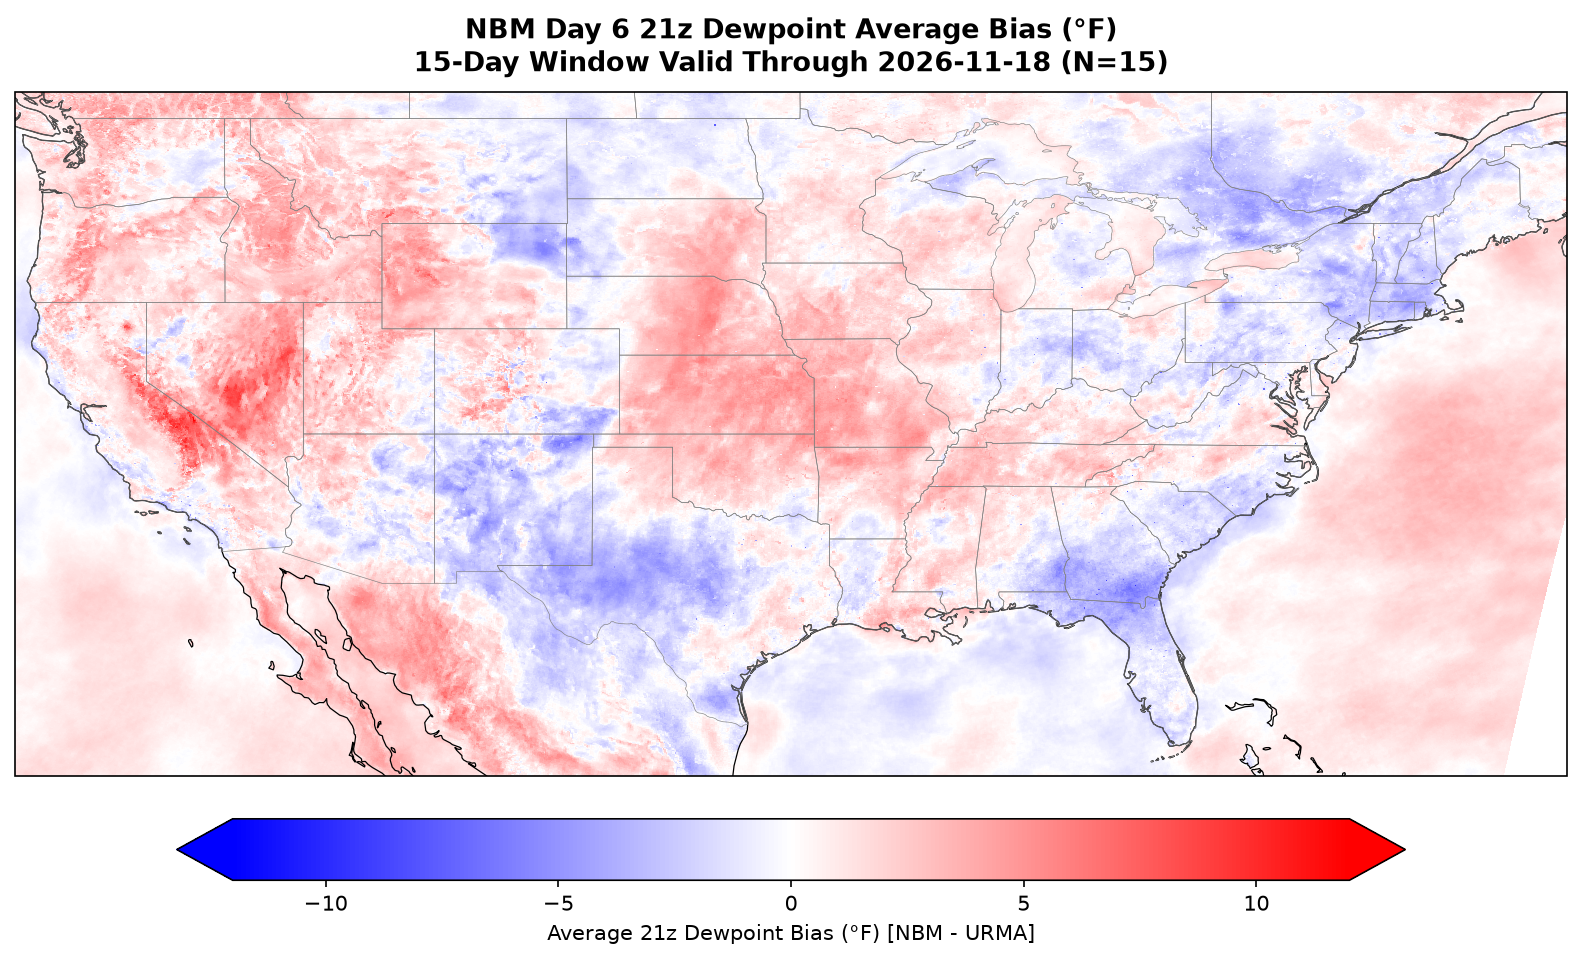 NBM Day 6 21z Dewpoint Average Bias (°F)
15-Day Window Valid Through 2026-11-18 (N=15)
−10 −5 0 5 10
Average 21z Dewpoint Bias (°F) [NBM - URMA]